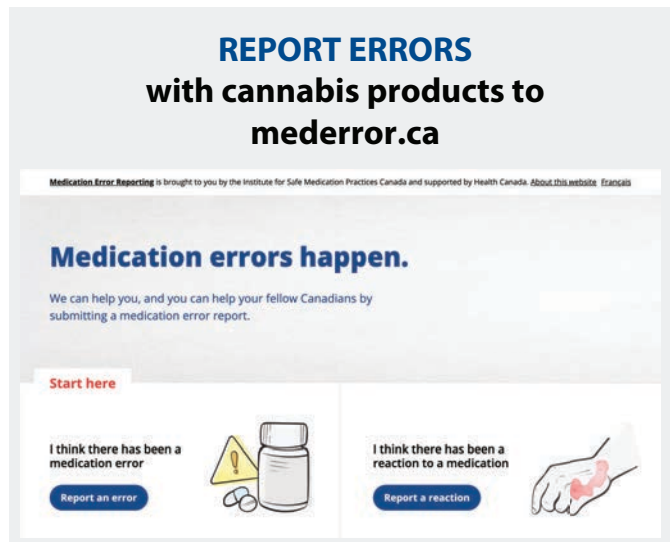 REPORT ERRORS
with cannabis products to
mederror.ca
Medication Error Reporting is brought to you by the Institute for Safe Medication Practices Canada and supported by Health Canada. About this website Français
Medication errors happen.
We can help you, and you can help your fellow Canadians by
submitting a medication error report.
Start here
I think there has been a
medication error
Report an error
I think there has been a
reaction to a medication
Report a reaction